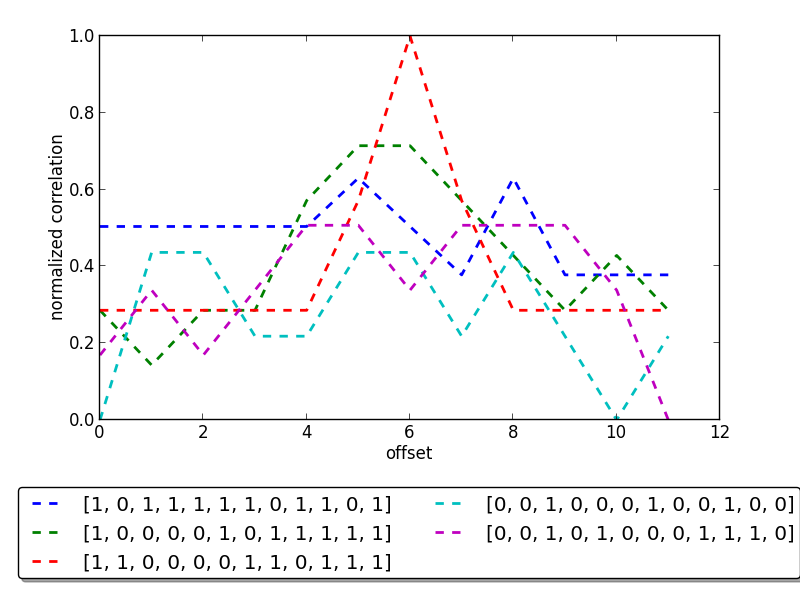 1.0
0.8
0.6
0.4
0.2
0.0
normalized correlation
0 2 4 6 8 10 12
offset
[1, 0, 1, 1, 1, 1, 1, 0, 1, 1, 0, 1]
[1, 0, 0, 0, 0, 1, 0, 1, 1, 1, 1, 1]
[1, 1, 0, 0, 0, 0, 1, 1, 0, 1, 1, 1]
[0, 0, 1, 0, 0, 0, 1, 0, 0, 1, 0, 0]
[0, 0, 1, 0, 1, 0, 0, 0, 1, 1, 1, 0]